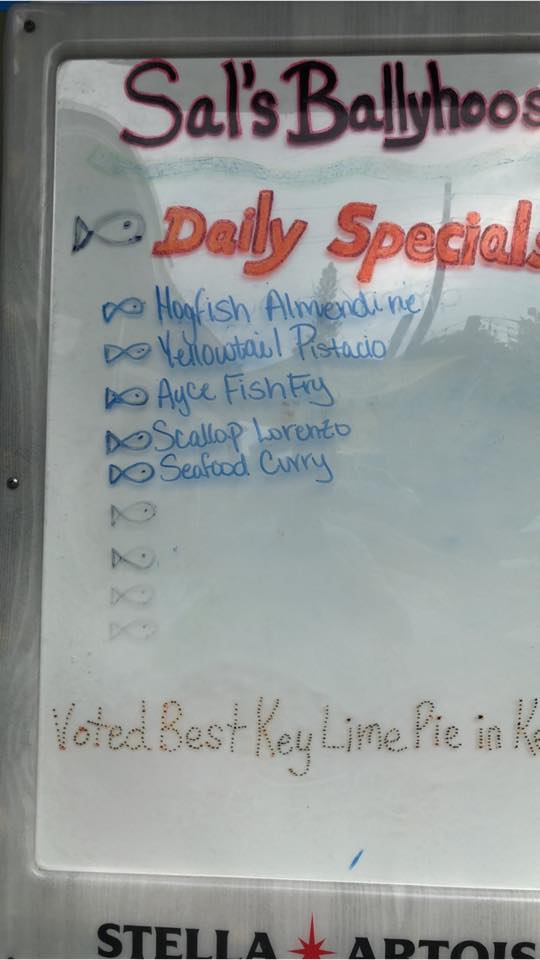 Sal's Ballyhoos
Daily Specials
Hogfish Almendine
Yellowtail Pistacio
Ayce Fish Fry
Scallop Lorenzo
Seafood Curry
Voted Best Key Lime Pie in Ke
STELLA ARTOIS